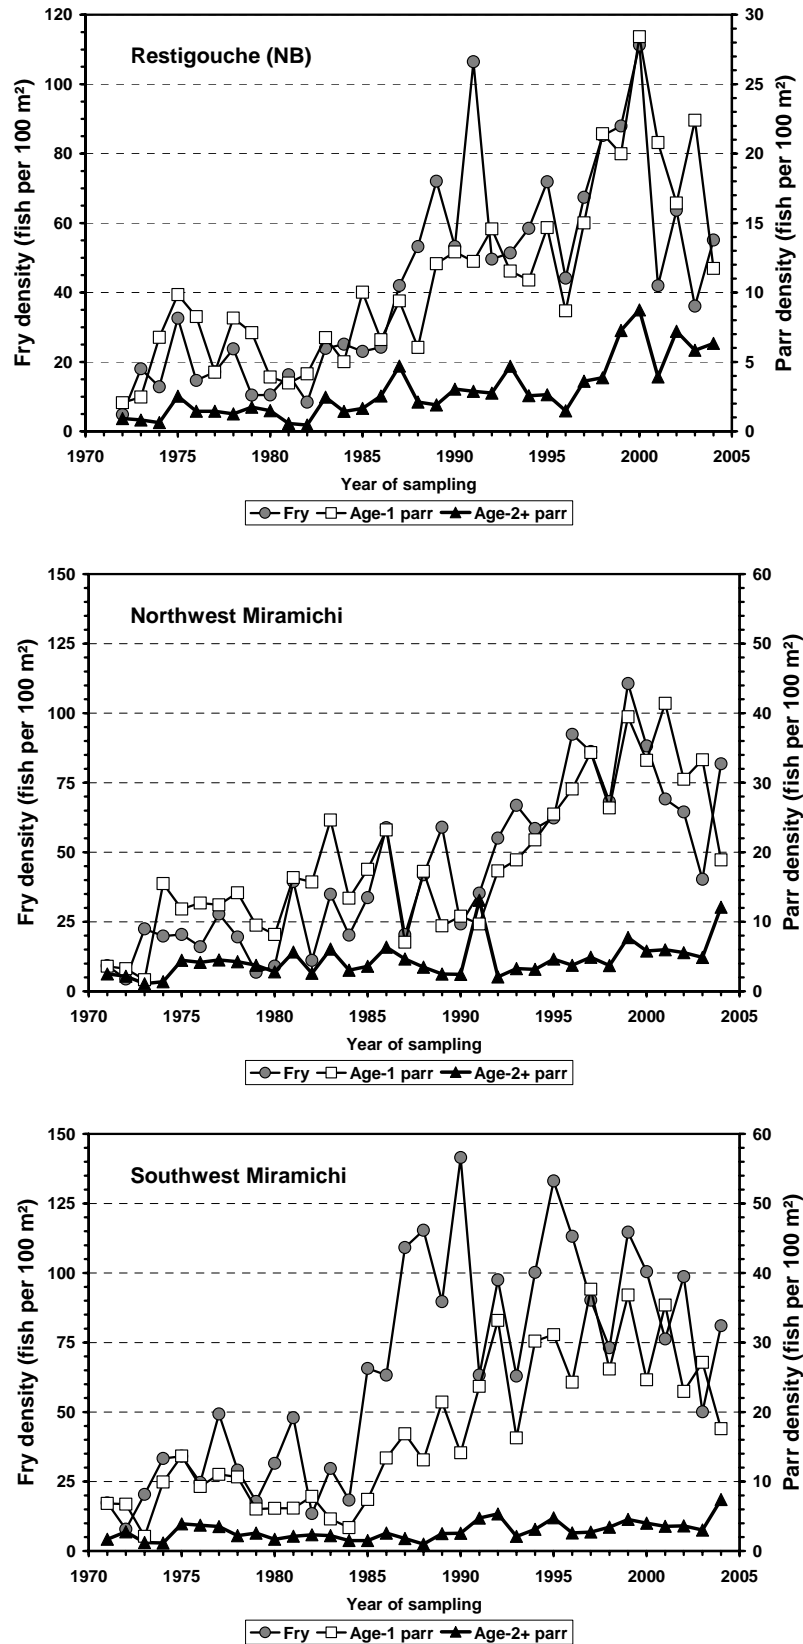 Restigouche (NB)
Fry density (fish per 100 m²)
120
100
80
60
40
20
0
30
25
20
15
10
5
0
Parr density (fish per 100 m²)
1970 1975 1980 1985 1990 1995 2000 2005
Year of sampling
Fry Age-1 parr Age-2+ parr
Northwest Miramichi
Fry density (fish per 100 m²)
150
125
100
75
50
25
0
60
50
40
30
20
10
0
Parr density (fish per 100 m²)
1970 1975 1980 1985 1990 1995 2000 2005
Year of sampling
Fry Age-1 parr Age-2+ parr
Southwest Miramichi
Fry density (fish per 100 m²)
150
125
100
75
50
25
0
60
50
40
30
20
10
0
Parr density (fish per 100 m²)
1970 1975 1980 1985 1990 1995 2000 2005
Year of sampling
Fry Age-1 parr Age-2+ parr